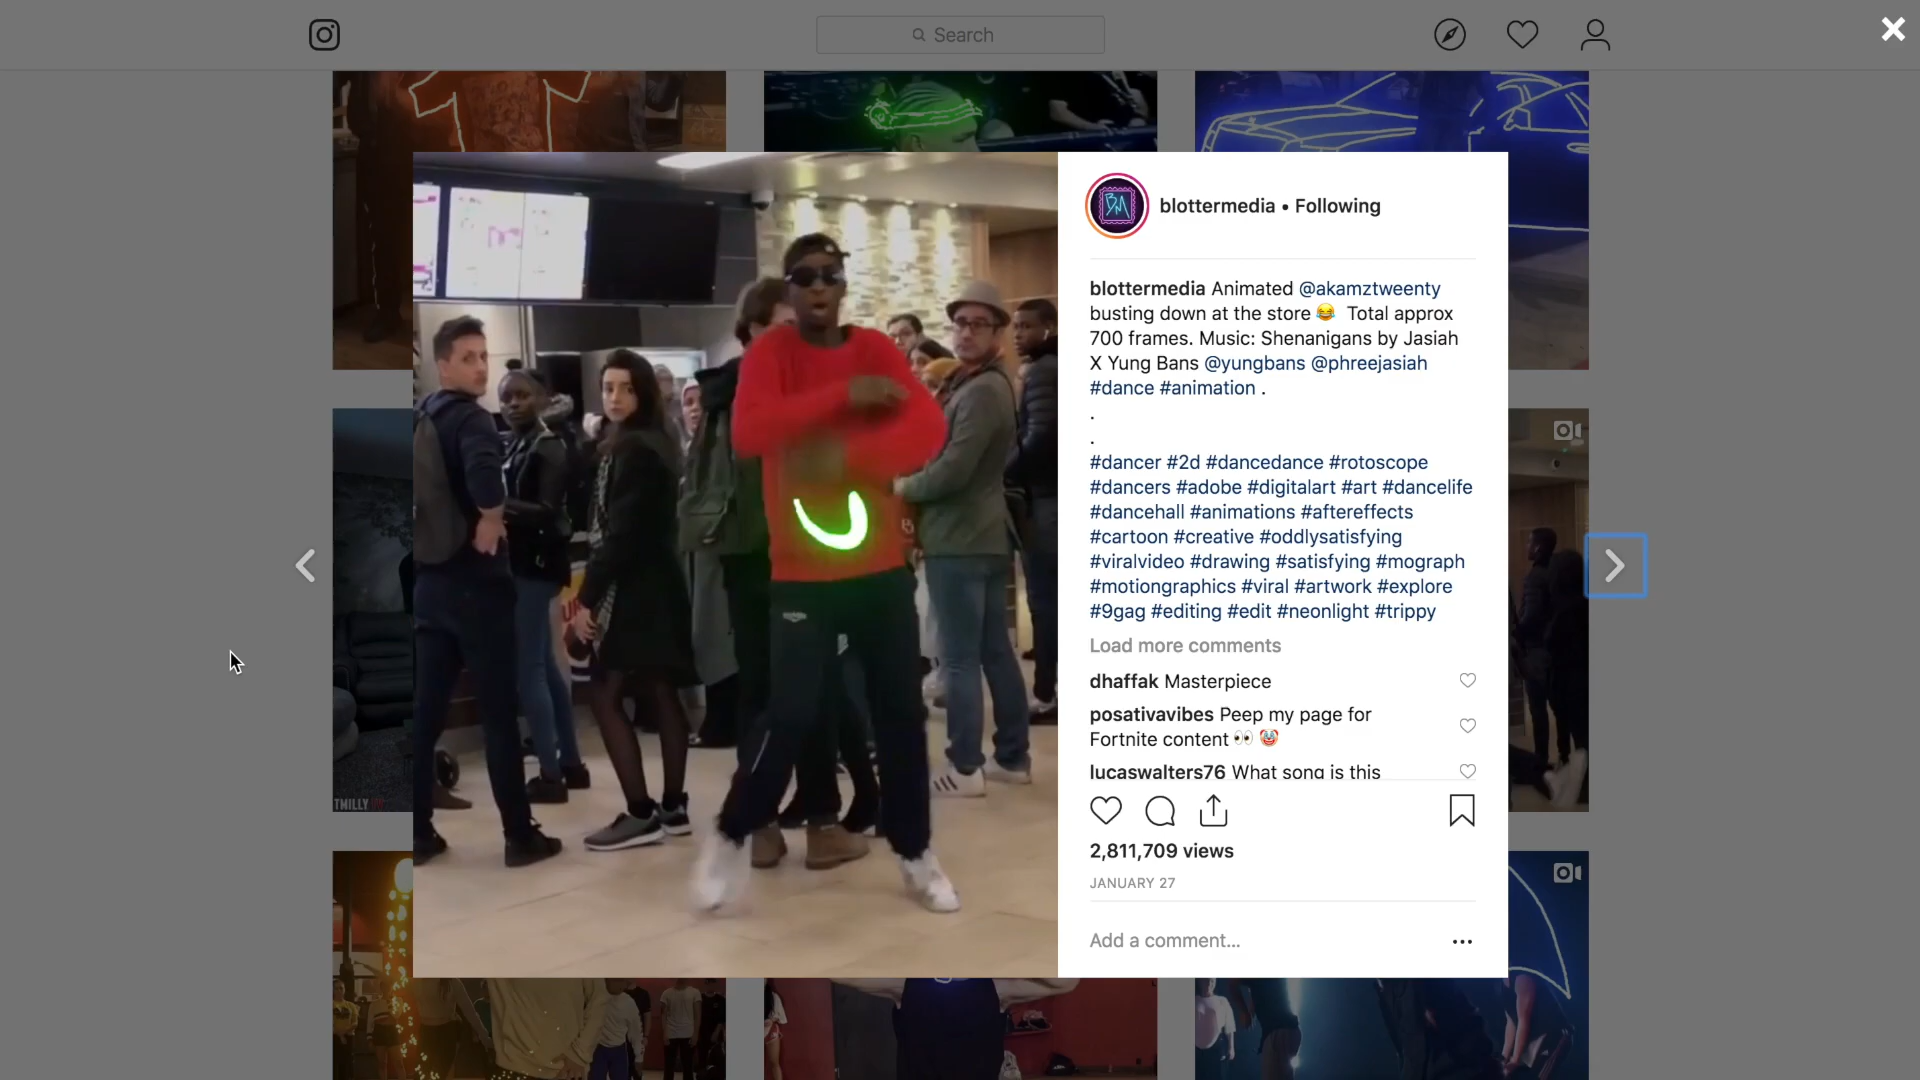 Search
blottermedia • Following
blottermedia Animated @akamztweenty
busting down at the store 😂 Total approx
700 frames. Music: Shenanigans by Jasiah
X Yung Bans @yungbans @phreejasiah
#dance #animation .
.
.
#dancer #2d #dancedance #rotoscope
#dancers #adobe #digitalart #art #dancelife
#dancehall #animations #aftereffects
#cartoon #creative #oddlysatisfying
#viralvideo #drawing #satisfying #mograph
#motiongraphics #viral #artwork #explore
#9gag #editing #edit #neonlight #trippy
Load more comments
dhaffak Masterpiece
posativavibes Peep my page for
Fortnite content 👀 🤡
lucaswalters76 What song is this
2,811,709 views
JANUARY 27
Add a comment...
BM